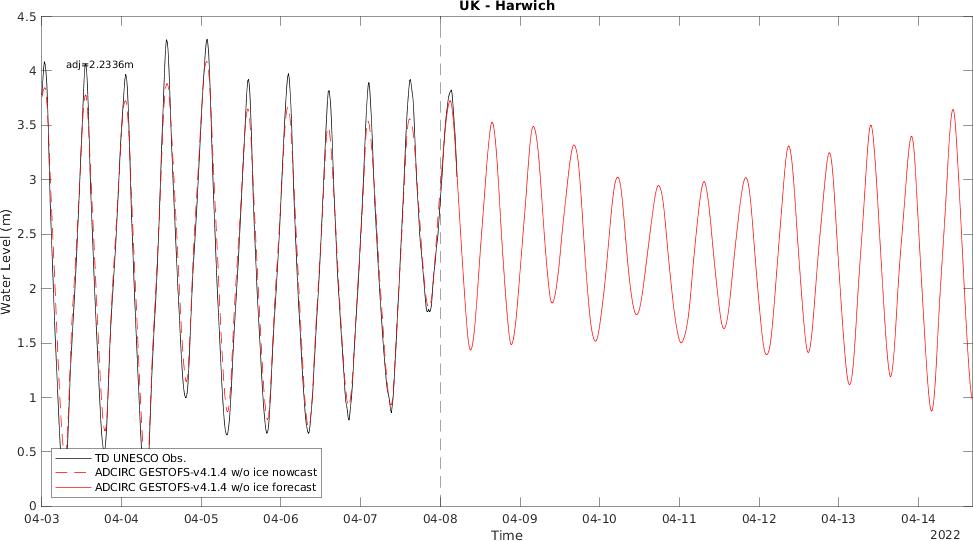 UK - Harwich
4.5
4
3.5
3
2.5
2
1.5
1
0.5
0
Water Level (m)
adj=2.2336m
TD UNESCO Obs.
ADCIRC GESTOFS-v4.1.4 w/o ice nowcast
ADCIRC GESTOFS-v4.1.4 w/o ice forecast
04-03 04-04 04-05 04-06 04-07 04-08 04-09 04-10 04-11 04-12 04-13 04-14
Time
2022